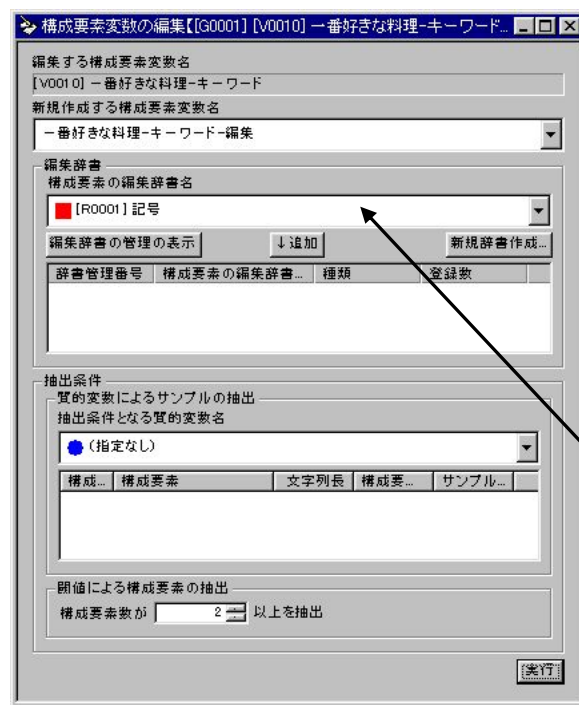 構成要素変数の編集【[G0001] [V0010] 一番好きな料理-キーワード...
編集する構成要素変数名
[V0010] 一番好きな料理-キーワード
新規作成する構成要素変数名
一番好きな料理-キーワード-編集
編集辞書
構成要素の編集辞書名
[R0001] 記号
編集辞書の管理の表示 ↓追加 新規辞書作成...
辞書管理番号 構成要素の編集辞書... 種類 登録数
抽出条件
質的変数によるサンプルの抽出
抽出条件となる質的変数名
(指定なし)
構成... 構成要素 文字列長 構成要... サンプル...
閾値による構成要素の抽出
構成要素数が 2 以上を抽出
実行